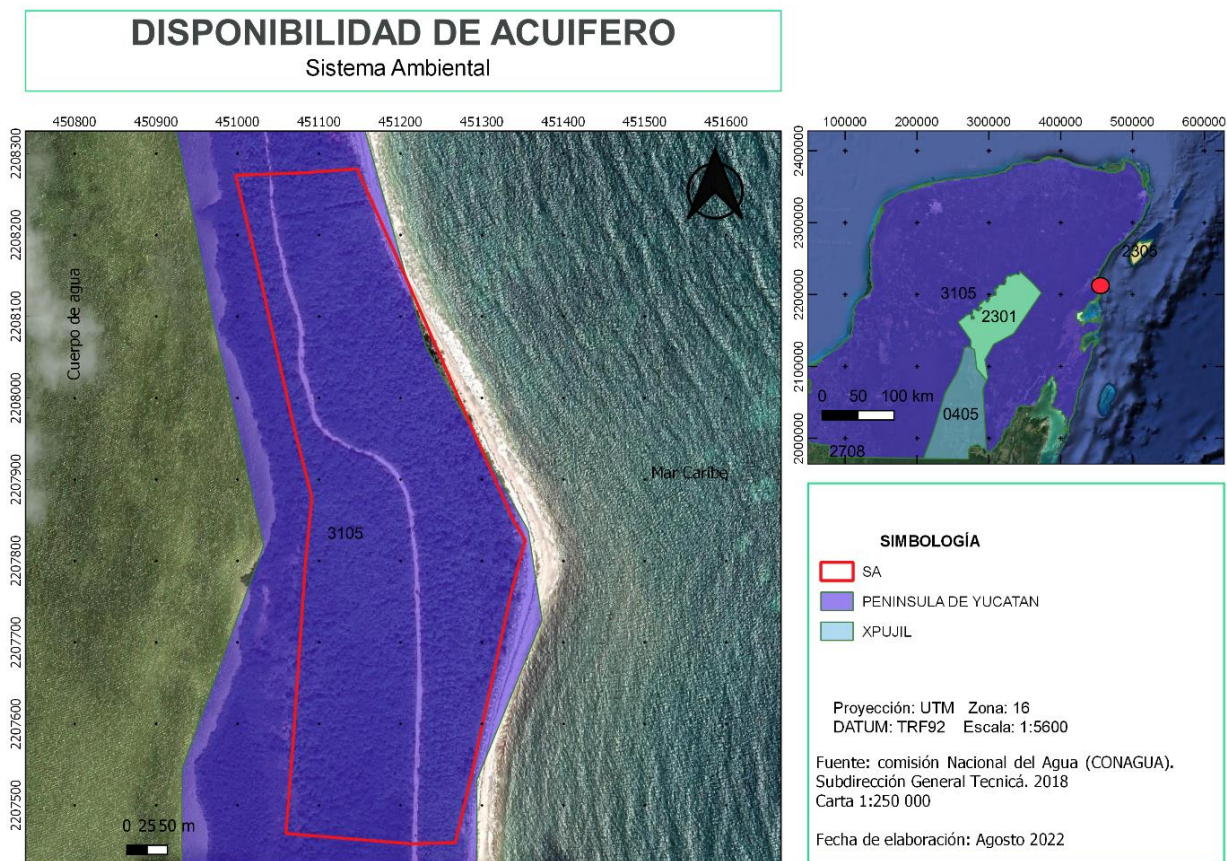 DISPONIBILIDAD DE ACUIFERO
Sistema Ambiental
450800 450900 451000 451100 451200 451300 451400 451500 451600
2208300
2208200
2208100
2208000
2207900
2207800
2207700
2207600
2207500
Cuerpo de agua
3105
Mar Caribe
0 25 50 m
100000 200000 300000 400000 500000 600000
2400000
2300000
2200000
2100000
2000000
2305
3105
2301
0405
2708
0 50 100 km
SIMBOLOGÍA
SA
PENINSULA DE YUCATAN
XPUJIL
Proyección: UTM Zona: 16
DATUM: TRF92 Escala: 1:5600
Fuente: comisión Nacional del Agua (CONAGUA).
Subdirección General Tecnicá. 2018
Carta 1:250 000
Fecha de elaboración: Agosto 2022